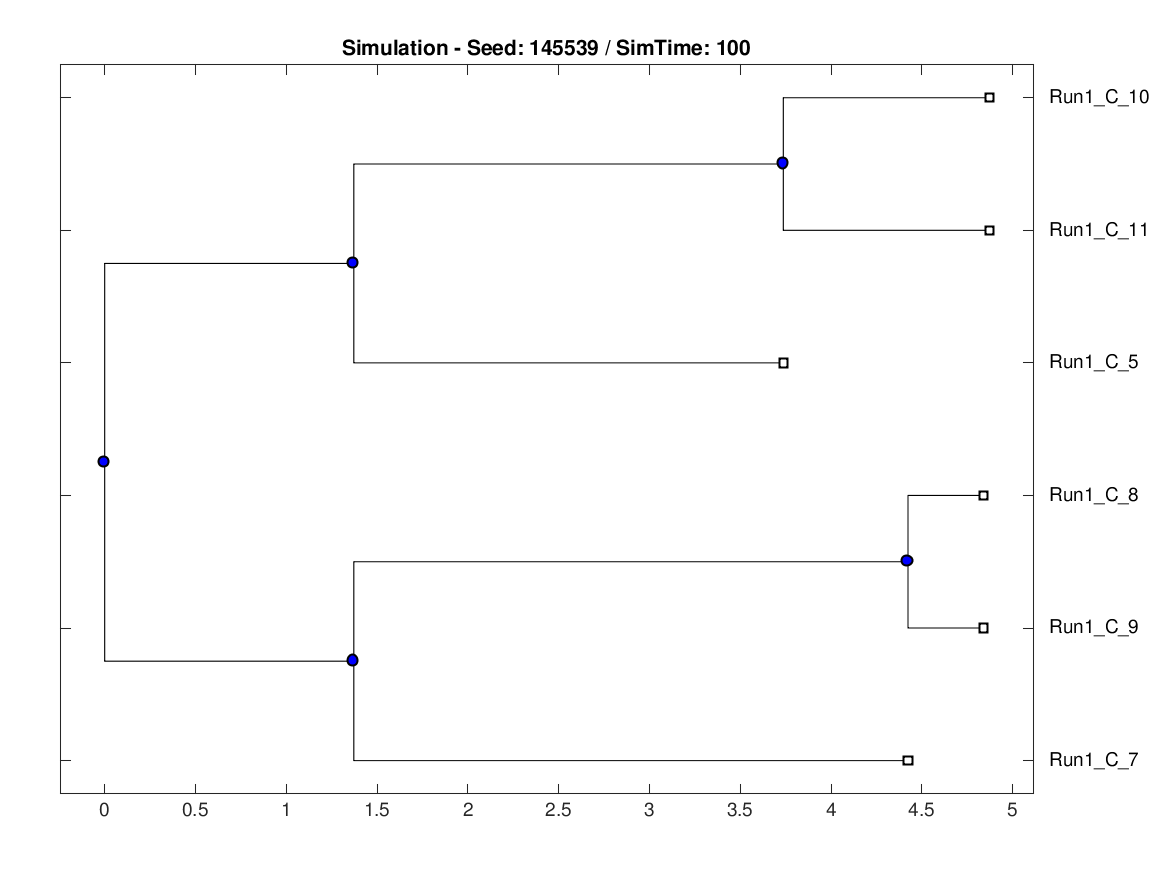 Simulation - Seed: 145539 / SimTime: 100
Run1_C_10
Run1_C_11
Run1_C_5
Run1_C_8
Run1_C_9
Run1_C_7
0 0.5 1 1.5 2 2.5 3 3.5 4 4.5 5